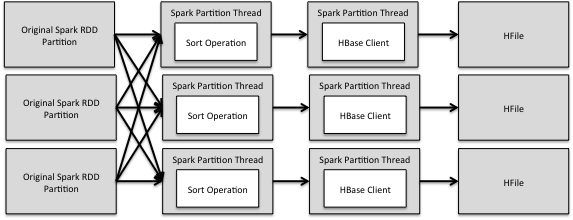 Original Spark RDD
Partition
Spark Partition Thread
Sort Operation
Spark Partition Thread
HBase Client
HFile
Original Spark RDD
Partition
Spark Partition Thread
Sort Operation
Spark Partition Thread
HBase Client
HFile
Original Spark RDD
Partition
Spark Partition Thread
Sort Operation
Spark Partition Thread
HBase Client
HFile